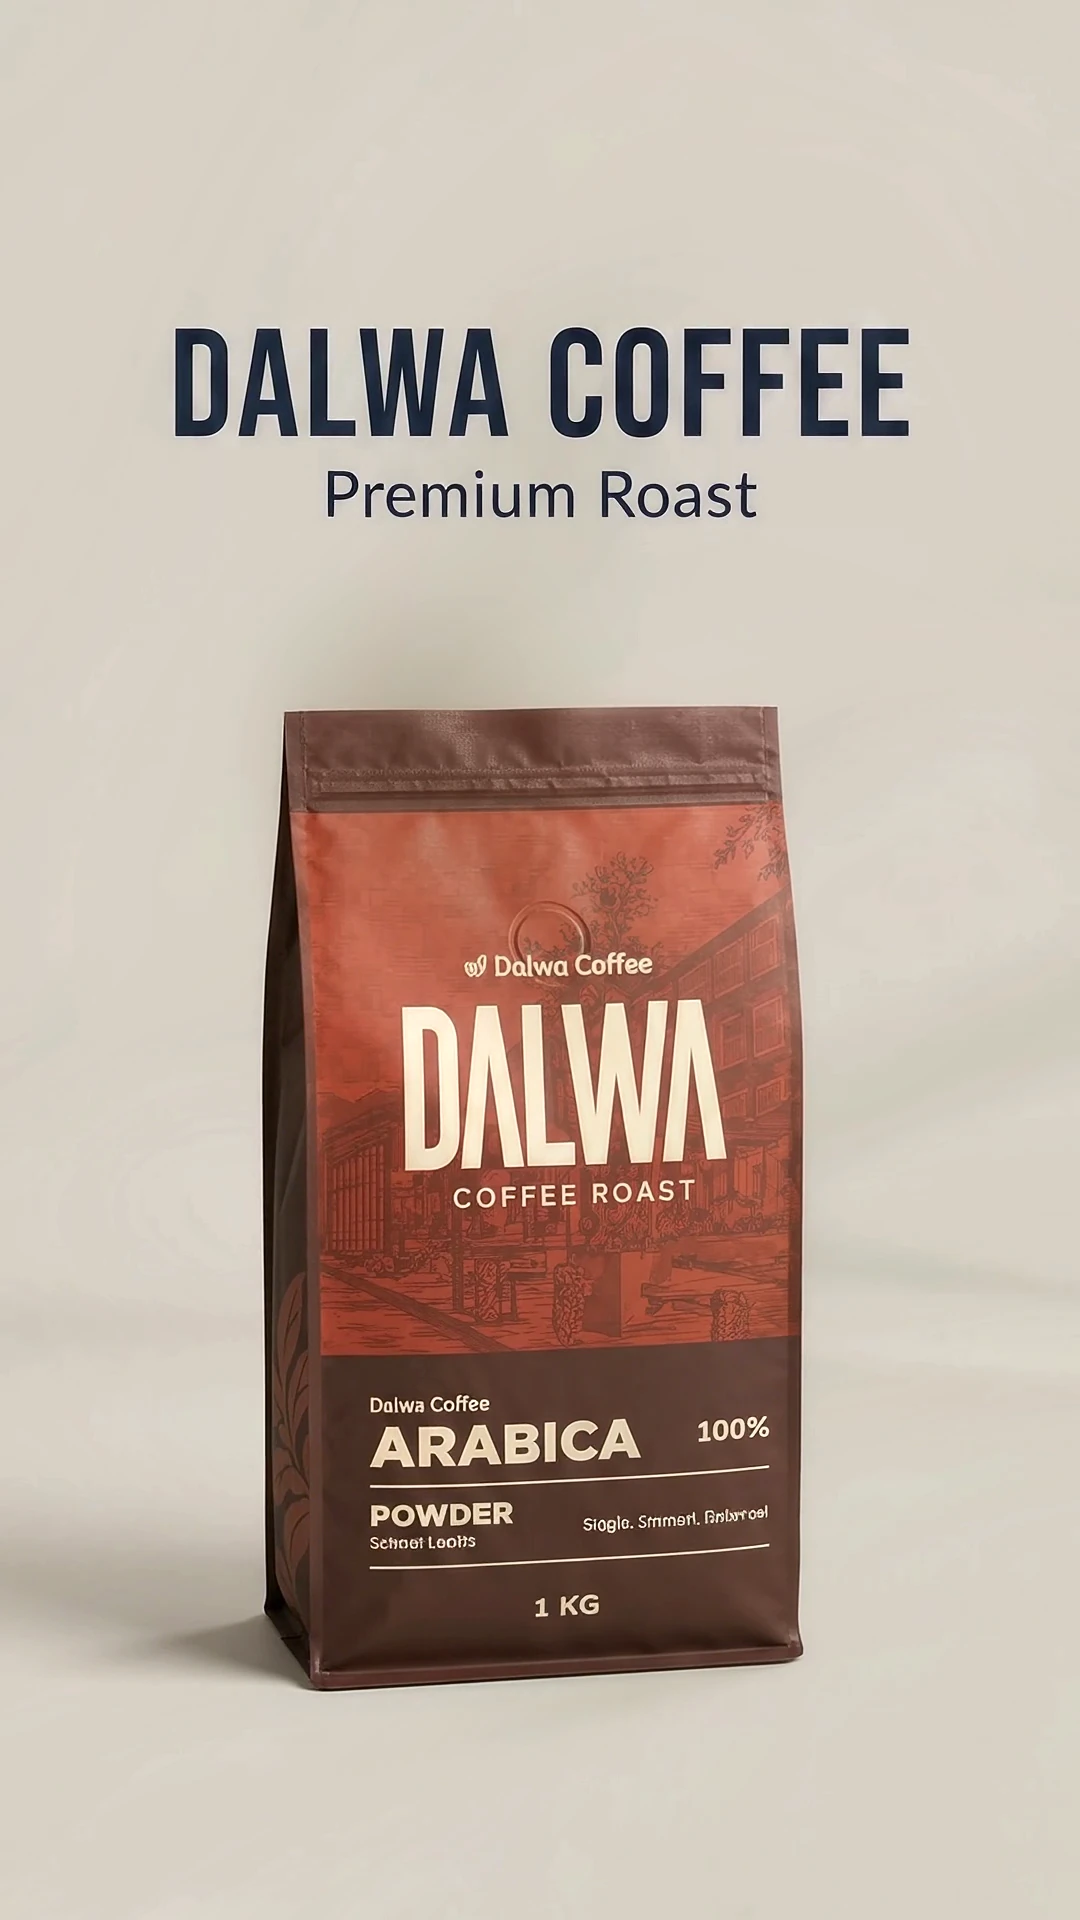 DALWA COFFEE
Premium Roast
Dalwa Coffee
DALWA
COFFEE ROAST
Dalwa Coffee
ARABICA
100%
POWDER
1 KG